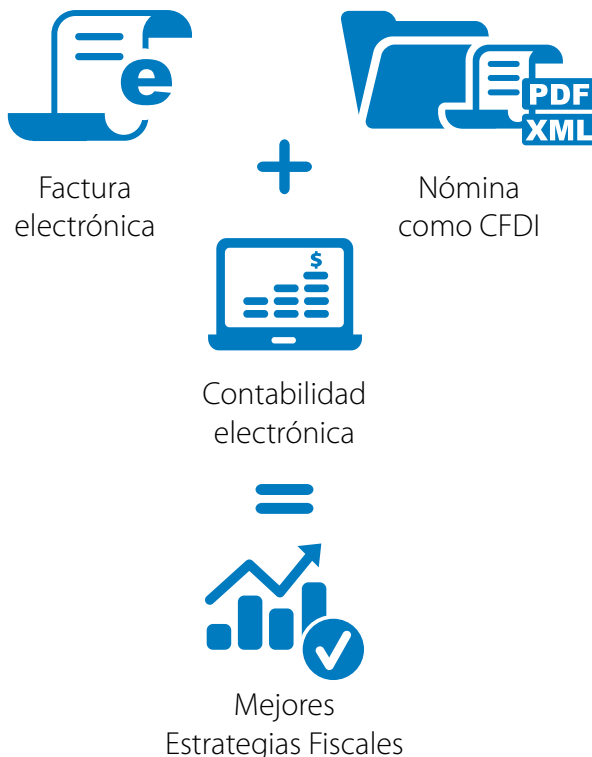 e
PDF
XML
+
Factura
electrónica
Nómina
como CFDI
$
Contabilidad
electrónica
=
Mejores
Estrategias Fiscales